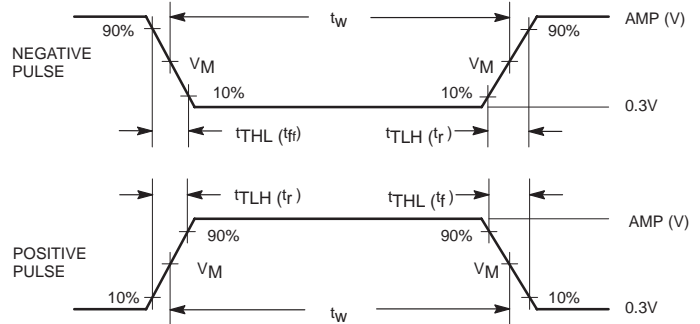 90% tW 90% AMP (V)
NEGATIVE
PULSE
VM VM
10% 10%
0.3V
tTHL (tff) tTLH (tr)
tTLH (tr) tTHL (tf)
AMP (V)
90% 90%
POSITIVE
PULSE
VM VM
10% 10% 0.3V
tW